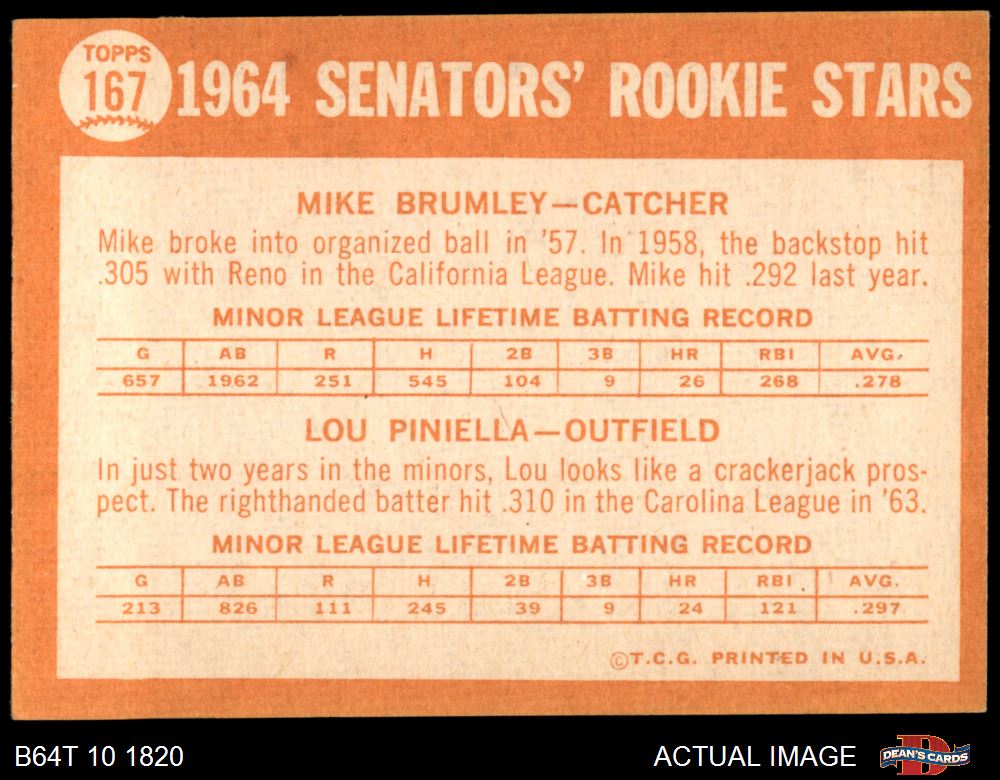 TOPPS
167
1964 SENATORS' ROOKIE STARS
MIKE BRUMLEY—CATCHER
Mike broke into organized ball in '57. In 1958, the backstop hit
.305 with Reno in the California League. Mike hit .292 last year.
MINOR LEAGUE LIFETIME BATTING RECORD
G AB R H 2B 3B HR RBI AVG.
657 1962 251 545 104 9 26 268 .278
LOU PINIELLA—OUTFIELD
In just two years in the minors, Lou looks like a crackerjack pros-
pect. The righthanded batter hit .310 in the Carolina League in '63.
MINOR LEAGUE LIFETIME BATTING RECORD
G AB R H 2B 3B HR RBI AVG.
213 826 111 245 39 9 24 121 .297
©T.C.G. PRINTED IN U.S.A.
B64T 10 1820 ACTUAL IMAGE DEAN'S CARDS